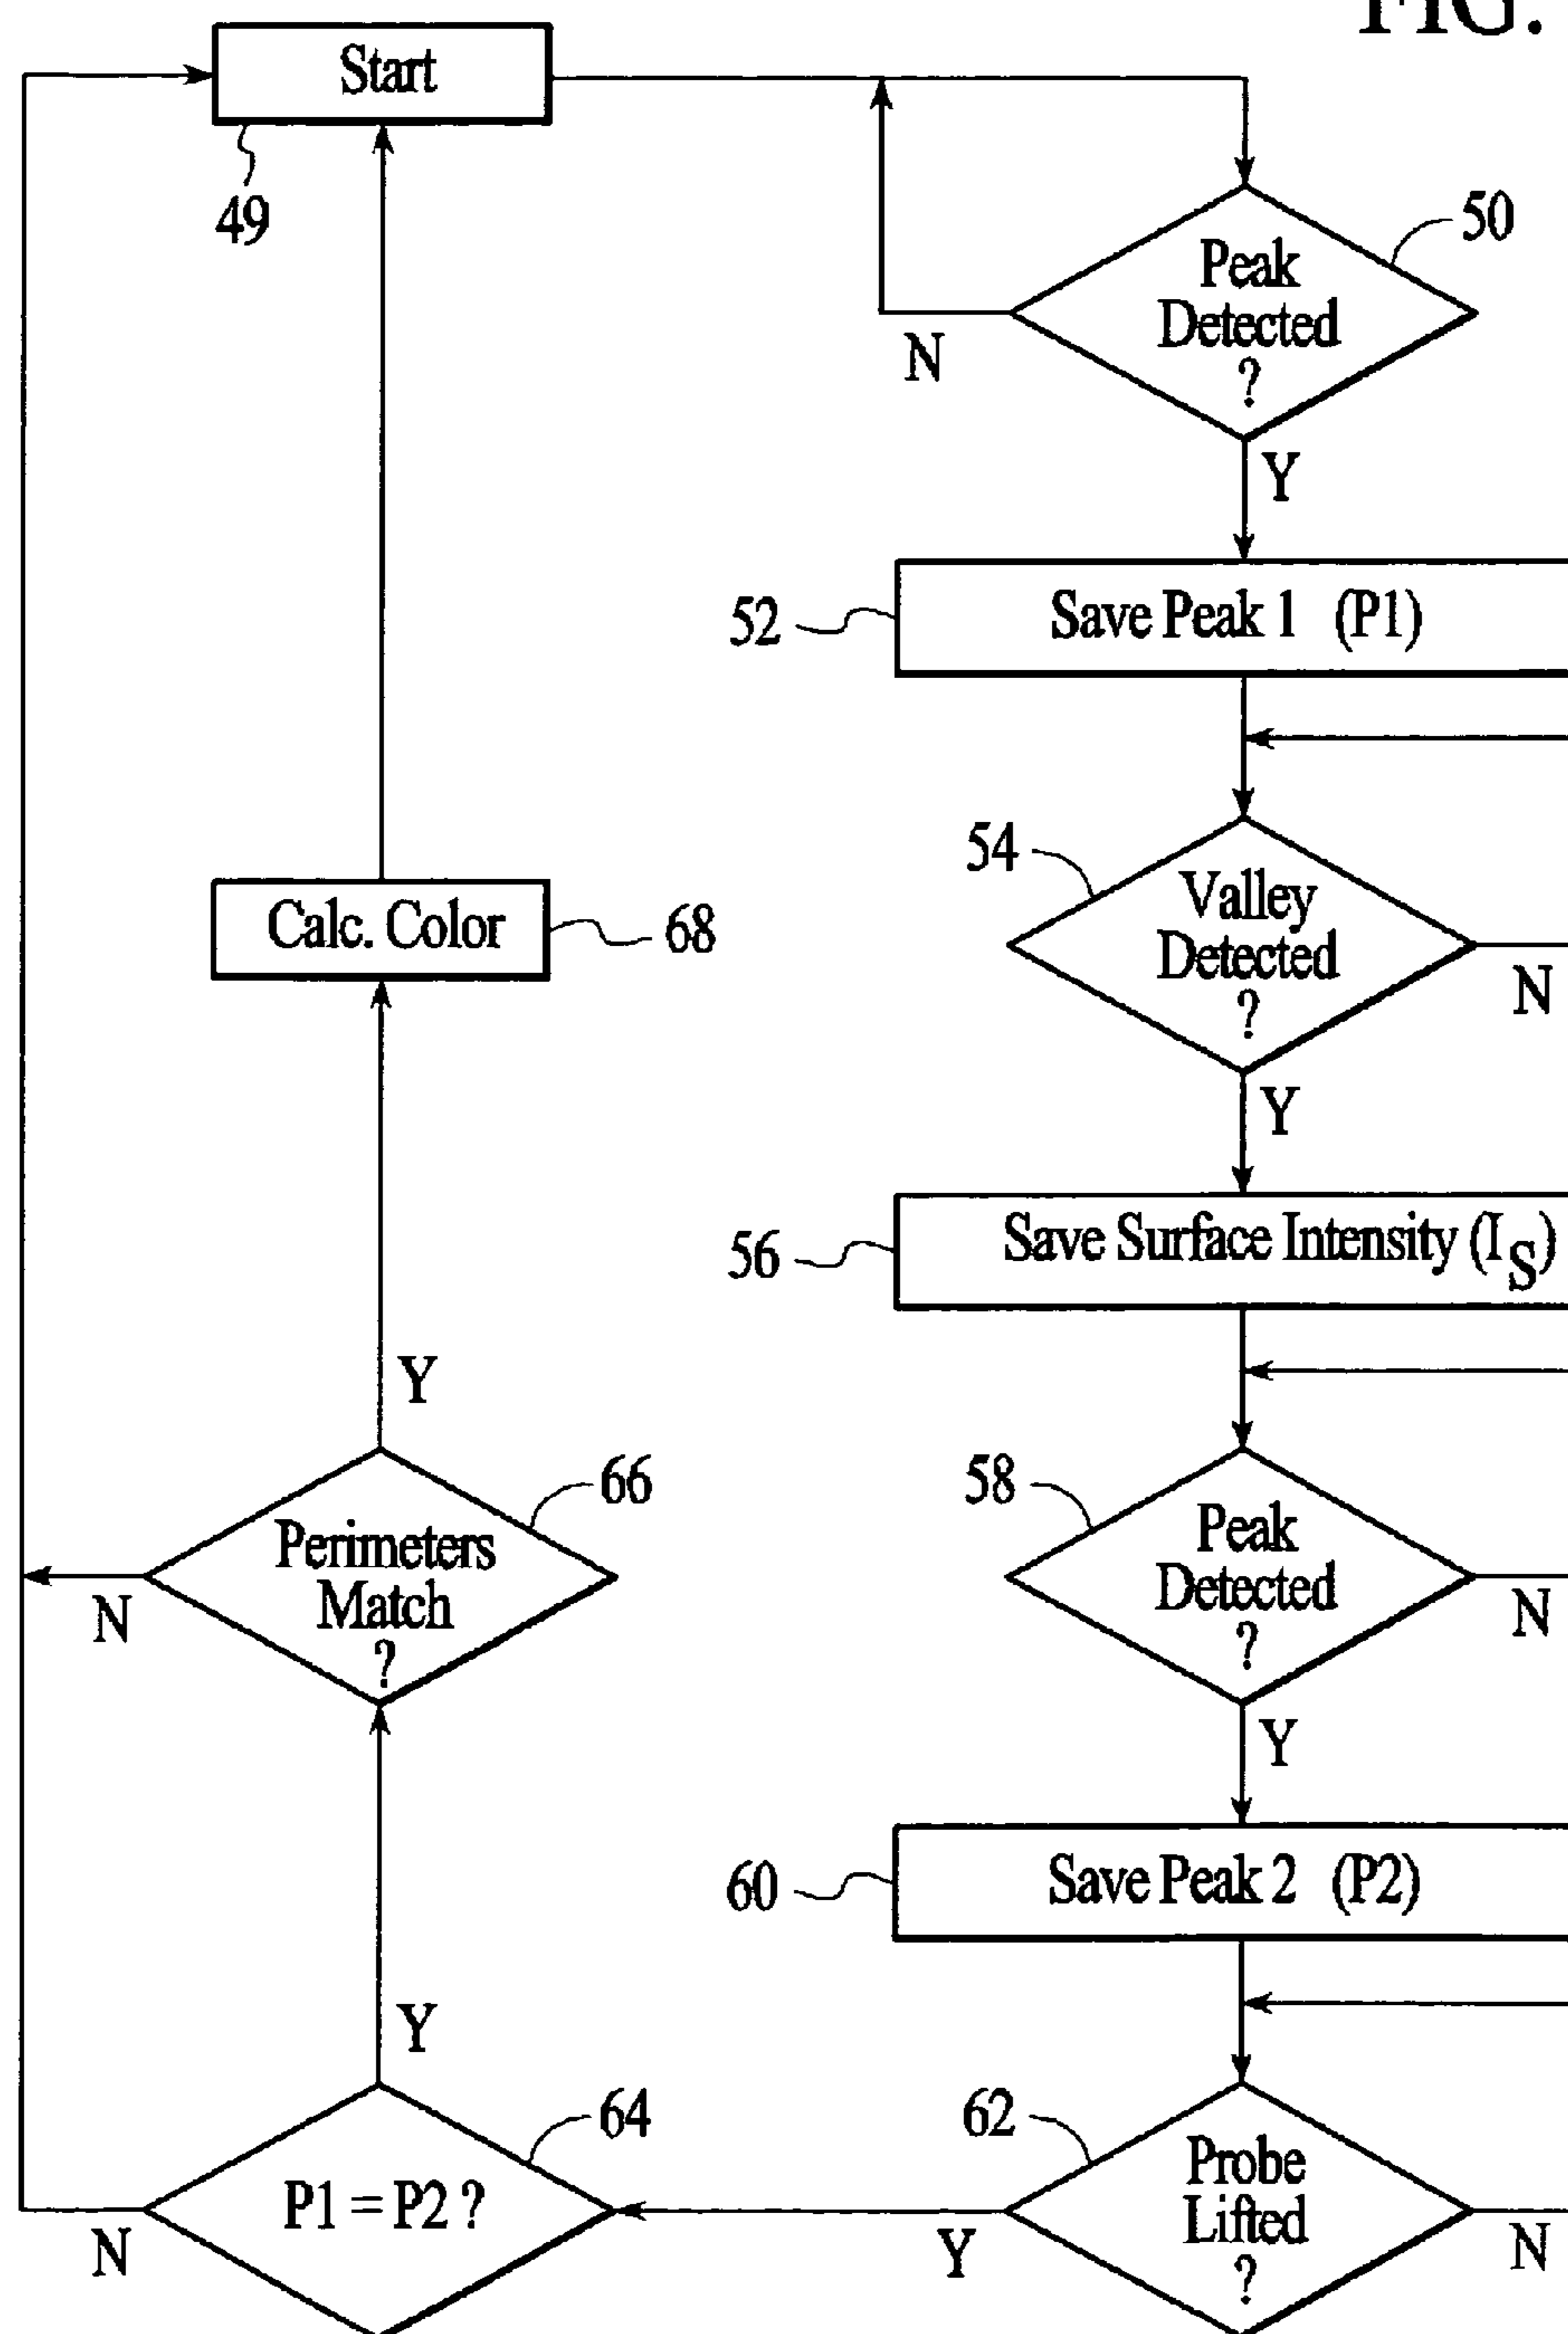 FIG.
Start
49
Peak
Detected
?
50
N
Y
52
Save Peak 1 (P1)
54
Valley
Detected
?
N
Y
Calc. Color
68
56
Save Surface Intensity (I_S)
58
Peak
Detected
?
N
Y
Y
66
Perimeters
Match
?
N
60
Save Peak 2 (P2)
Y
64
P1 = P2 ?
N
62
Probe
Lifted
?
Y
N